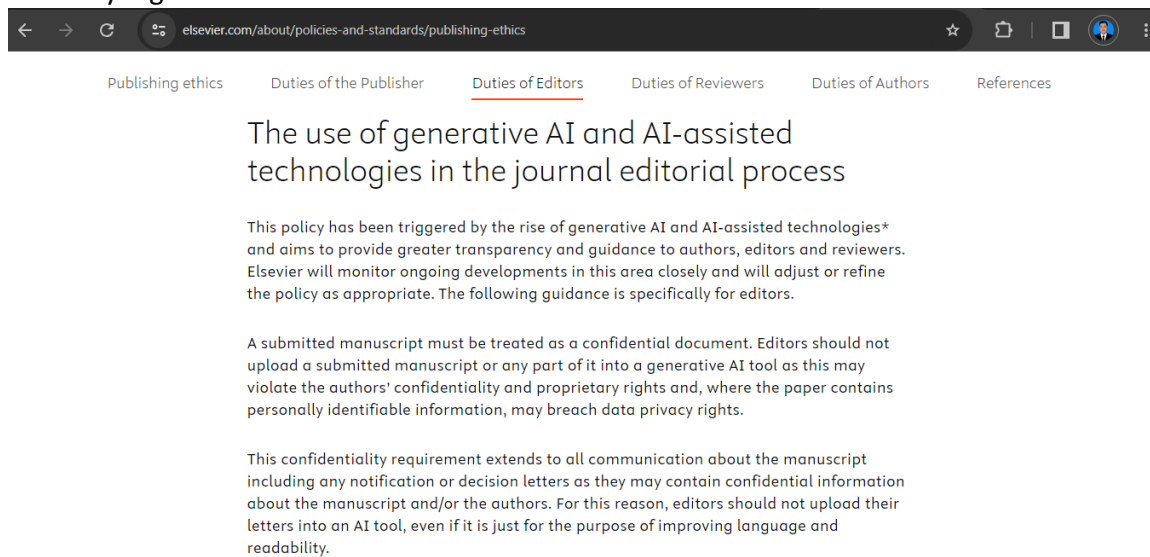 elsevier.com/about/policies-and-standards/publishing-ethics
Publishing ethics Duties of the Publisher Duties of Editors Duties of Reviewers Duties of Authors References
The use of generative AI and AI-assisted
technologies in the journal editorial process
This policy has been triggered by the rise of generative AI and AI-assisted technologies*
and aims to provide greater transparency and guidance to authors, editors and reviewers.
Elsevier will monitor ongoing developments in this area closely and will adjust or refine
the policy as appropriate. The following guidance is specifically for editors.
A submitted manuscript must be treated as a confidential document. Editors should not
upload a submitted manuscript or any part of it into a generative AI tool as this may
violate the authors' confidentiality and proprietary rights and, where the paper contains
personally identifiable information, may breach data privacy rights.
This confidentiality requirement extends to all communication about the manuscript
including any notification or decision letters as they may contain confidential information
about the manuscript and/or the authors. For this reason, editors should not upload their
letters into an AI tool, even if it is just for the purpose of improving language and
readability.